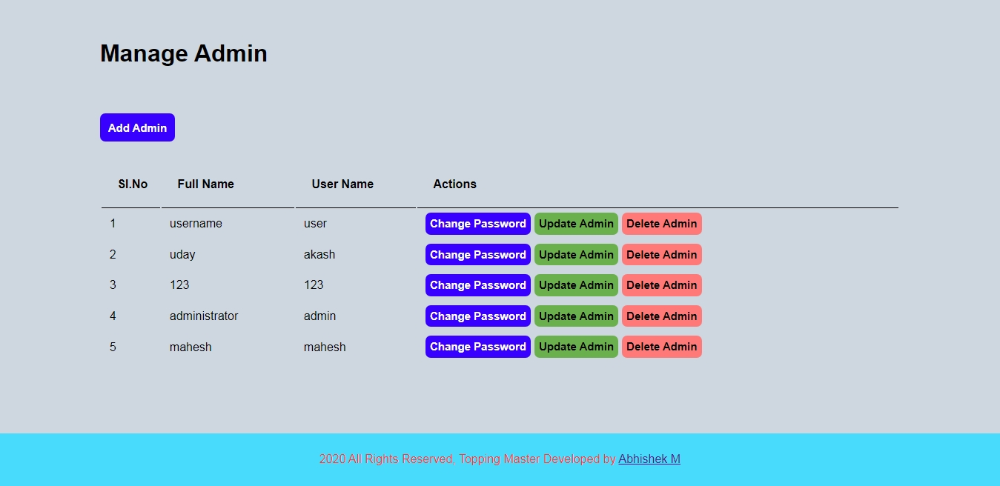 Manage Admin
Add Admin
Sl.No Full Name User Name Actions
1 username user Change Password Update Admin Delete Admin
2 uday akash Change Password Update Admin Delete Admin
3 123 123 Change Password Update Admin Delete Admin
4 administrator admin Change Password Update Admin Delete Admin
5 mahesh mahesh Change Password Update Admin Delete Admin
2020 All Rights Reserved, Topping Master Developed by Abhishek M